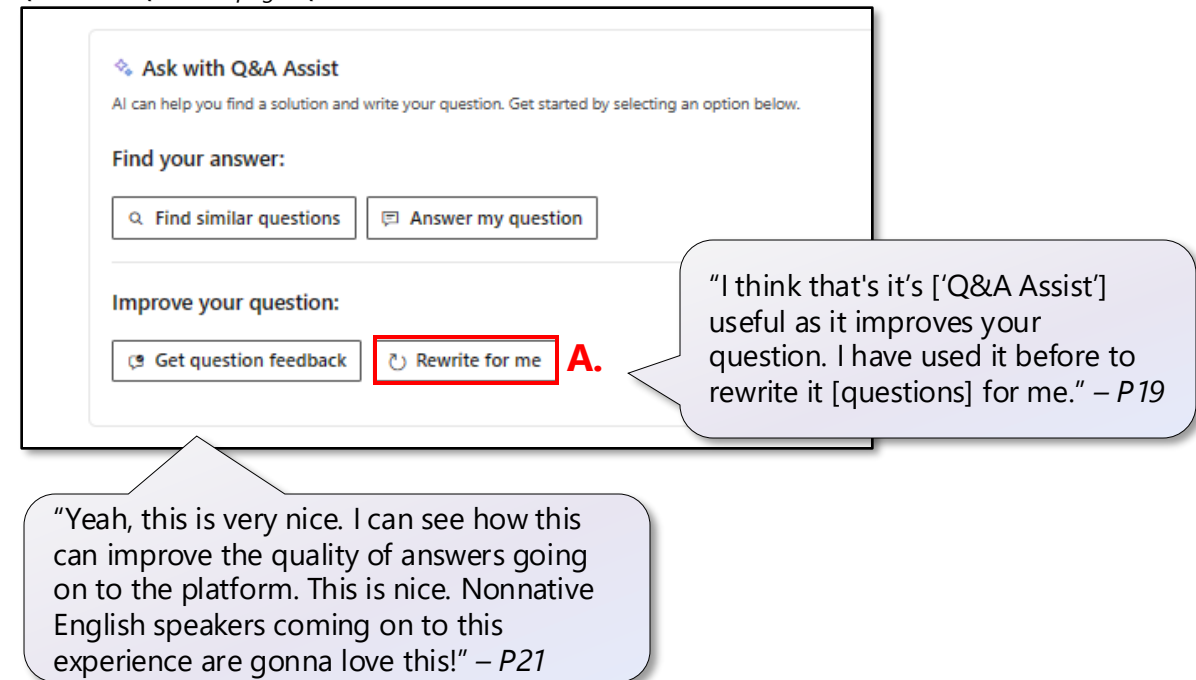 Ask with Q&A Assist
AI can help you find a solution and write your question. Get started by selecting an option below.
Find your answer:
Find similar questions
Answer my question
Improve your question:
Get question feedback
Rewrite for me
A.
“I think that's it’s [‘Q&A Assist’]
useful as it improves your
question. I have used it before to
rewrite it [questions] for me.” – P19
“Yeah, this is very nice. I can see how this
can improve the quality of answers going
on to the platform. This is nice. Nonnative
English speakers coming on to this
experience are gonna love this!” – P21